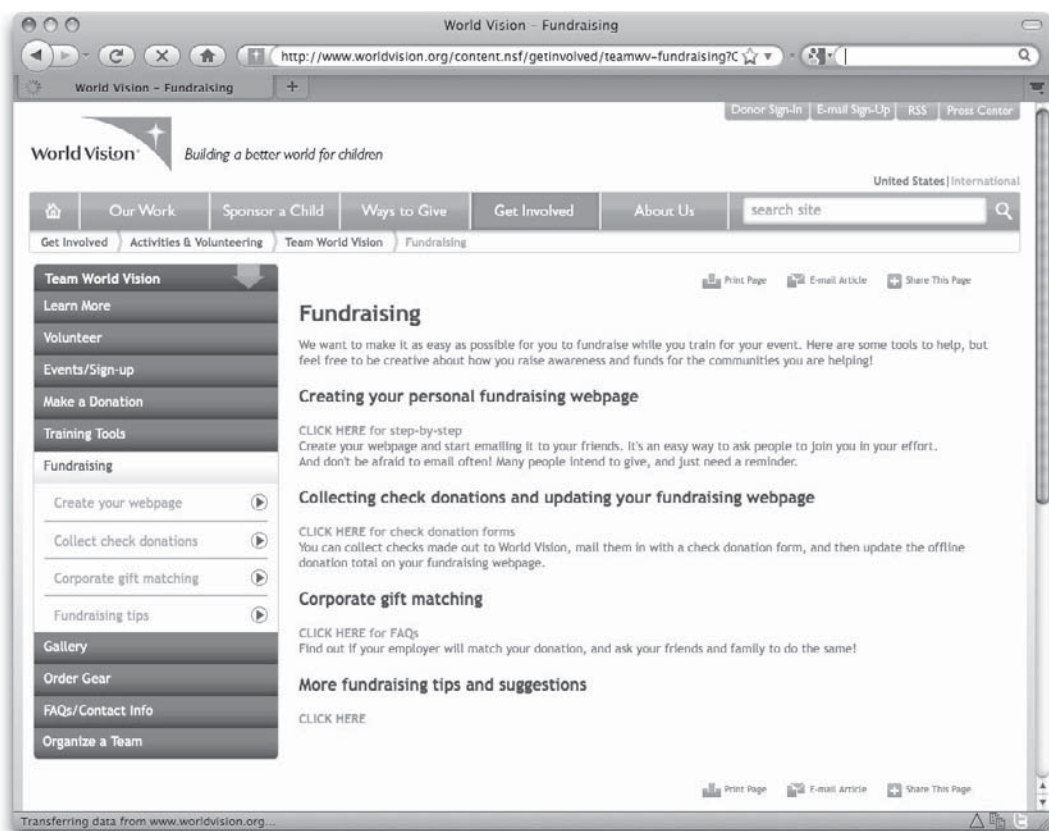 World Vision – Fundraising
http://www.worldvision.org/content.nsf/getinvolved/teamwv-fundraising?C
World Vision – Fundraising
+
Donor Sign-In | E-mail Sign-Up | RSS | Press Center
World Vision
Building a better world for children
United States | International
Our Work
Sponsor a Child
Ways to Give
Get Involved
About Us
search site
Get Involved
Activities & Volunteering
Team World Vision
Fundraising
Team World Vision
Learn More
Volunteer
Events/Sign-up
Make a Donation
Training Tools
Fundraising
Create your webpage
Collect check donations
Corporate gift matching
Fundraising tips
Gallery
Order Gear
FAQs/Contact Info
Organize a Team
Print Page
E-mail Article
Share This Page
Fundraising
We want to make it as easy as possible for you to fundraise while you train for your event. Here are some tools to help, but
feel free to be creative about how you raise awareness and funds for the communities you are helping!
Creating your personal fundraising webpage
CLICK HERE for step-by-step
Create your webpage and start emailing it to your friends. It's an easy way to ask people to join you in your effort.
And don't be afraid to email often! Many people intend to give, and just need a reminder.
Collecting check donations and updating your fundraising webpage
CLICK HERE for check donation forms
You can collect checks made out to World Vision, mail them in with a check donation form, and then update the offline
donation total on your fundraising webpage.
Corporate gift matching
CLICK HERE for FAQs
Find out if your employer will match your donation, and ask your friends and family to do the same!
More fundraising tips and suggestions
CLICK HERE
Print Page
E-mail Article
Share This Page
Transferring data from www.worldvision.org...